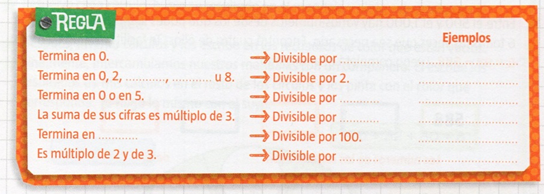 REGLA
Ejemplos
Termina en 0. → Divisible por ........... ...........................
Termina en 0, 2, ..........., ........... u 8. → Divisible por 2. ...........................
Termina en 0 o en 5. → Divisible por ........... ...........................
La suma de sus cifras es múltiplo de 3. → Divisible por ........... ...........................
Termina en ........... → Divisible por 100. ...........................
Es múltiplo de 2 y de 3. → Divisible por ........... ...........................